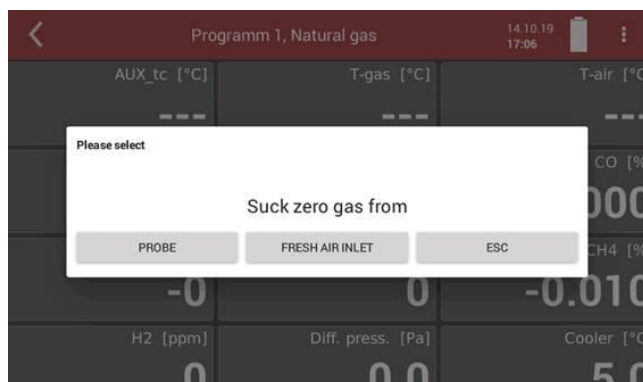 Programm 1, Natural gas
14.10.19
17:06
AUX_tc [°C] T-gas [°C] T-air [°C
--- --- ---
Please select
CO [%
Suck zero gas from
PROBE FRESH AIR INLET ESC
CH4 [%
-0 0 -0.010
H2 [ppm] Diff. press. [Pa] Cooler [°C
0 0.0 5.0